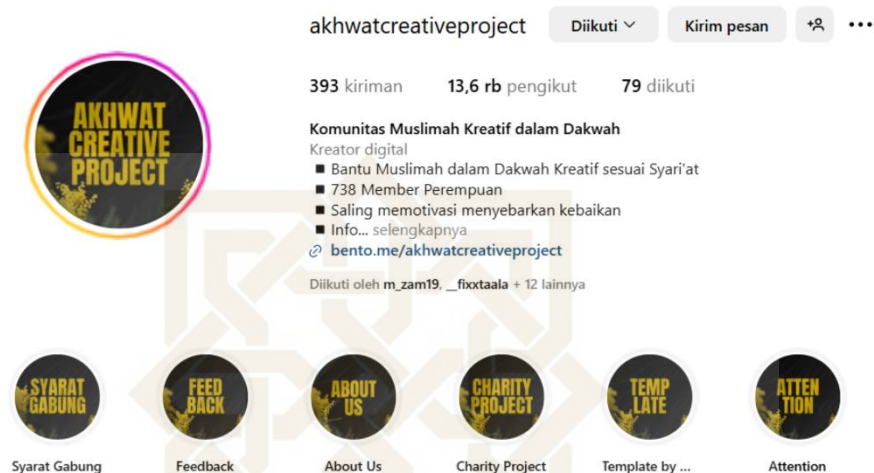 akhwatcreativeproject Diikuti Kirim pesan
393 kiriman 13,6 rb pengikut 79 diikuti
AKHWAT
CREATIVE
PROJECT
Komunitas Muslimah Kreatif dalam Dakwah
Kreator digital
■ Bantu Muslimah dalam Dakwah Kreatif sesuai Syari'at
■ 738 Member Perempuan
■ Saling memotivasi menyebarkan kebaikan
■ Info... selengkapnya
bento.me/akhwatcreativeproject
Diikuti oleh m_zam19, __fixxtaala + 12 lainnya
SYARAT
GABUNG
FEED
BACK
ABOUT
US
CHARITY
PROJECT
TEMP
LATE
ATTEN
TION
Syarat Gabung Feedback About Us Charity Project Template by ... Attention